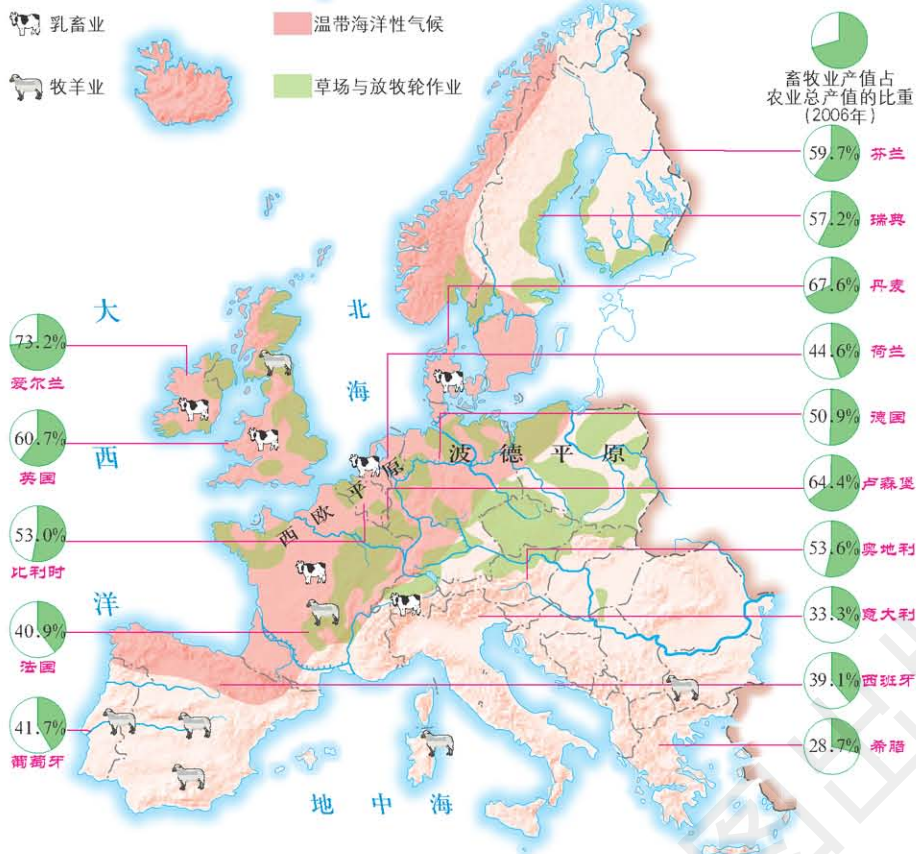 乳畜业
温带海洋性气候
牧羊业
草场与放牧轮作业
畜牧业产值占
农业总产值的比重
(2006年)
59.7% 芬兰
57.2% 瑞典
67.6% 丹麦
44.6% 荷兰
50.9% 德国
64.4% 卢森堡
53.6% 奥地利
33.3% 意大利
39.1% 西班牙
28.7% 希腊
73.2%
爱尔兰
60.7%
英国
53.0%
比利时
40.9%
法国
41.7%
葡萄牙
大西洋
北海
波德平原
西欧平原
地中海
图出